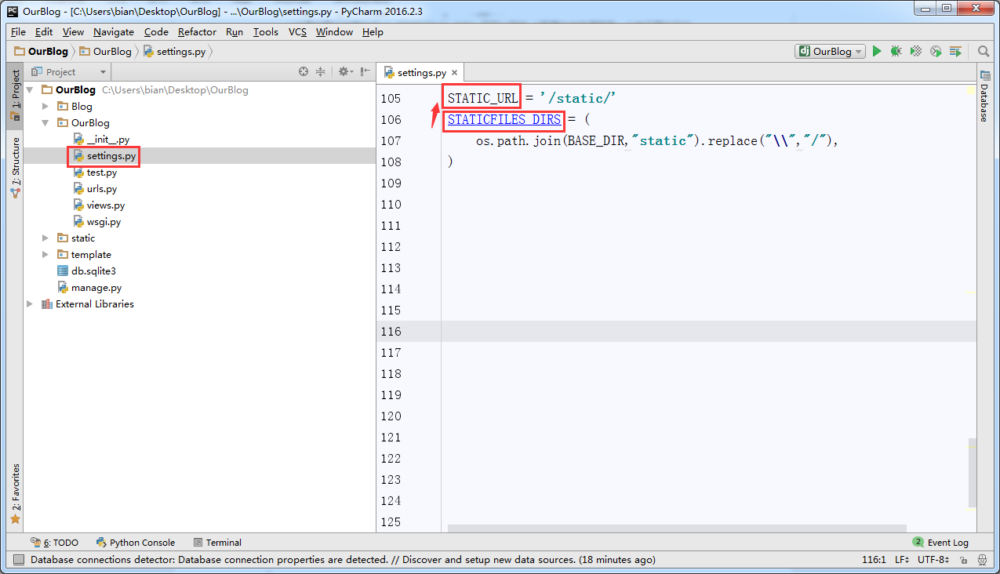 OurBlog - [C:\Users\bian\Desktop\OurBlog] - ...\OurBlog\settings.py - PyCharm 2016.2.3
File Edit View Navigate Code Refactor Run Tools VCS Window Help
OurBlog OurBlog settings.py OurBlog
1: Project
7: Structure
2: Favorites
Project
OurBlog C:\Users\bian\Desktop\OurBlog
Blog
OurBlog
__init__.py
settings.py
test.py
urls.py
views.py
wsgi.py
static
template
db.sqlite3
manage.py
External Libraries
settings.py
105 STATIC_URL = '/static/'
106 STATICFILES_DIRS = (
107 os.path.join(BASE_DIR,"static").replace("\\","/"),
108 )
109
110
111
112
113
114
115
116
117
118
119
120
121
122
123
124
125
Database
6: TODO Python Console Terminal 2 Event Log
Database connections detector: Database connection properties are detected. // Discover and setup new data sources. (18 minutes ago) 116:1 LF UTF-8